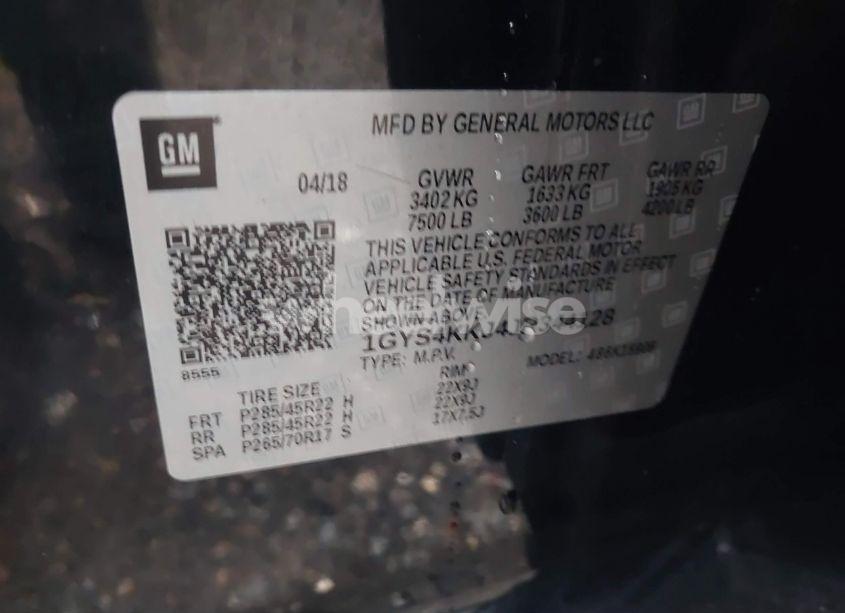 GM
MFD BY GENERAL MOTORS LLC
04/18
GVWR GAWR FRT GAWR RR
3402 KG 1633 KG 1905 KG
7500 LB 3600 LB 4200 LB
THIS VEHICLE CONFORMS TO ALL
APPLICABLE U.S. FEDERAL MOTOR
VEHICLE SAFETY STANDARDS IN EFFECT
ON THE DATE OF MANUFACTURE
SHOWN ABOVE
TYPE: M.P.V. MODEL:
8555
TIRE SIZE RIM
FRT P285/45R22 H 22X9J
RR P285/45R22 H 22X9J
SPA P265/70R17 S 17X7.5J